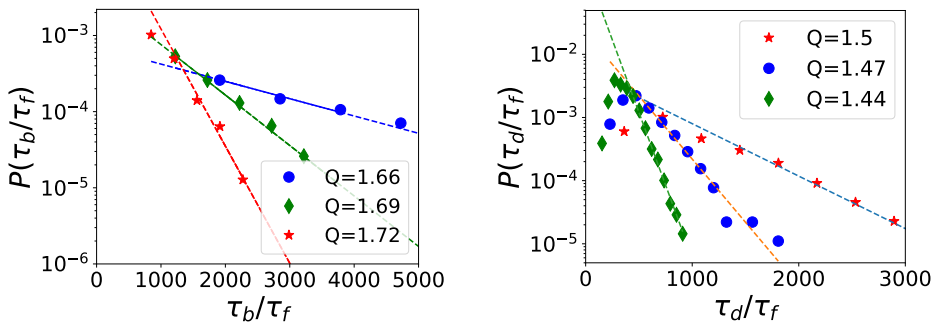 P(τ_b/τ_f)
10⁻³
10⁻⁴
10⁻⁵
10⁻⁶
Q=1.66
Q=1.69
Q=1.72
0 1000 2000 3000 4000 5000
τ_b/τ_f
P(τ_d/τ_f)
10⁻²
10⁻³
10⁻⁴
10⁻⁵
Q=1.5
Q=1.47
Q=1.44
0 1000 2000 3000
τ_d/τ_f